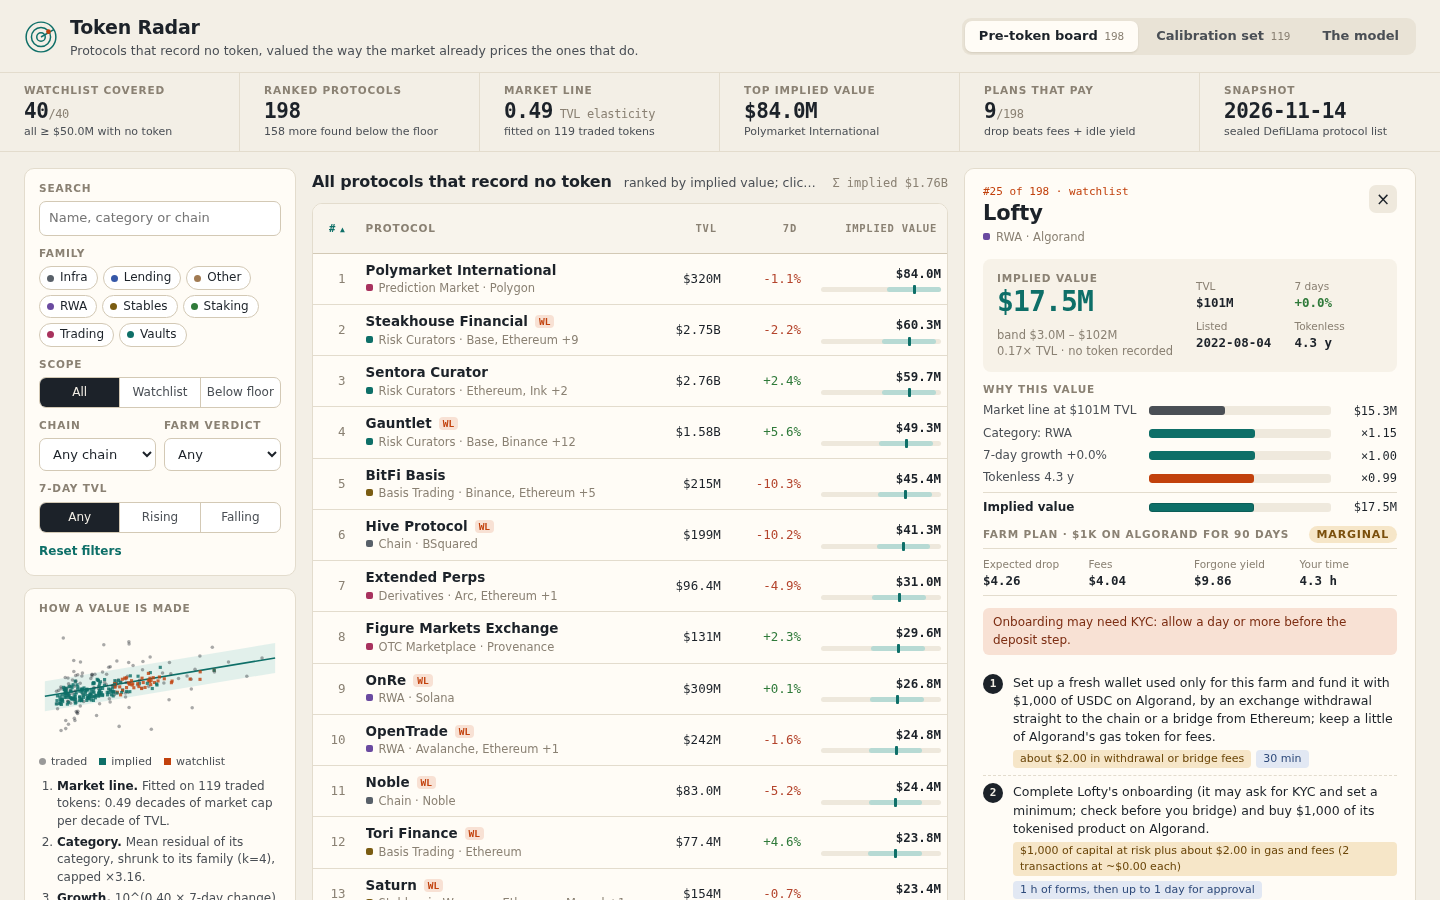 Token Radar
Protocols that record no token, valued the way the market already prices the ones that do.
Pre-token board 198
Calibration set 119
The model
WATCHLIST COVERED
40/40
all ≥ $50.0M with no token
RANKED PROTOCOLS
198
158 more found below the floor
MARKET LINE
0.49 TVL elasticity
fitted on 119 traded tokens
TOP IMPLIED VALUE
$84.0M
Polymarket International
PLANS THAT PAY
9/198
drop beats fees + idle yield
SNAPSHOT
2026-11-14
sealed DefiLlama protocol list
SEARCH
Name, category or chain
FAMILY
Infra Lending Other
RWA Stables Staking
Trading Vaults
SCOPE
All Watchlist Below floor
CHAIN FARM VERDICT
Any chain Any
7-DAY TVL
Any Rising Falling
Reset filters
HOW A VALUE IS MADE
traded implied watchlist
1. Market line. Fitted on 119 traded
tokens: 0.49 decades of market cap
per decade of TVL.
2. Category. Mean residual of its
category, shrunk to its family (k=4),
capped ×3.16.
3. Growth. 10^(0.40 × 7-day change)
All protocols that record no token ranked by implied value; clic... Σ implied $1.76B
# ▲ PROTOCOL TVL 7D IMPLIED VALUE
1 Polymarket International $320M -1.1% $84.0M
Prediction Market · Polygon
2 Steakhouse Financial WL $2.75B -2.2% $60.3M
Risk Curators · Base, Ethereum +9
3 Sentora Curator $2.76B +2.4% $59.7M
Risk Curators · Ethereum, Ink +2
4 Gauntlet WL $1.58B +5.6% $49.3M
Risk Curators · Base, Binance +12
5 BitFi Basis $215M -10.3% $45.4M
Basis Trading · Binance, Ethereum +5
6 Hive Protocol WL $199M -10.2% $41.3M
Chain · BSquared
7 Extended Perps $96.4M -4.9% $31.0M
Derivatives · Arc, Ethereum +1
8 Figure Markets Exchange $131M +2.3% $29.6M
OTC Marketplace · Provenance
9 OnRe WL $309M +0.1% $26.8M
RWA · Solana
10 OpenTrade WL $242M -1.6% $24.8M
RWA · Avalanche, Ethereum +1
11 Noble WL $83.0M -5.2% $24.4M
Chain · Noble
12 Tori Finance WL $77.4M +4.6% $23.8M
Basis Trading · Ethereum
13 Saturn WL $154M -0.7% $23.4M
#25 of 198 · watchlist
Lofty
×
RWA · Algorand
IMPLIED VALUE
$17.5M
band $3.0M – $102M
0.17× TVL · no token recorded
TVL 7 days
$101M +0.0%
Listed Tokenless
2022-08-04 4.3 y
WHY THIS VALUE
Market line at $101M TVL $15.3M
Category: RWA ×1.15
7-day growth +0.0% ×1.00
Tokenless 4.3 y ×0.99
Implied value $17.5M
FARM PLAN · $1K ON ALGORAND FOR 90 DAYS MARGINAL
Expected drop Fees Forgone yield Your time
$4.26 $4.04 $9.86 4.3 h
Onboarding may need KYC: allow a day or more before the
deposit step.
1 Set up a fresh wallet used only for this farm and fund it with
$1,000 of USDC on Algorand, by an exchange withdrawal
straight to the chain or a bridge from Ethereum; keep a little
of Algorand's gas token for fees.
about $2.00 in withdrawal or bridge fees 30 min
2 Complete Lofty's onboarding (it may ask for KYC and set a
minimum; check before you bridge) and buy $1,000 of its
tokenised product on Algorand.
$1,000 of capital at risk plus about $2.00 in gas and fees (2
transactions at ~$0.00 each)
1 h of forms, then up to 1 day for approval